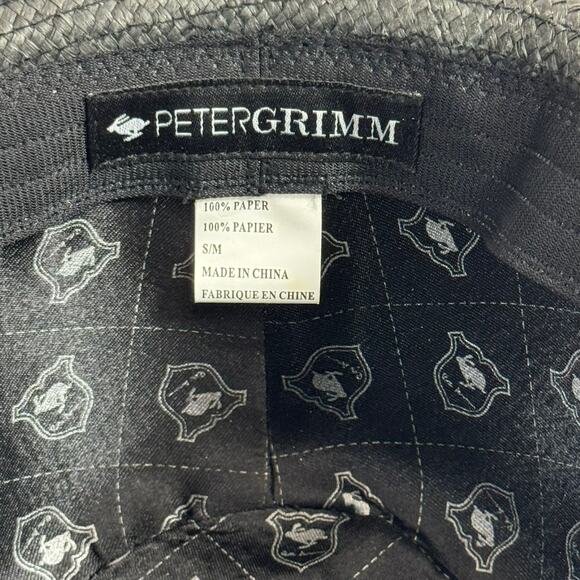 PETERGRIMM
100% PAPER
100% PAPIER
S/M
MADE IN CHINA
FABRIQUE EN CHINE